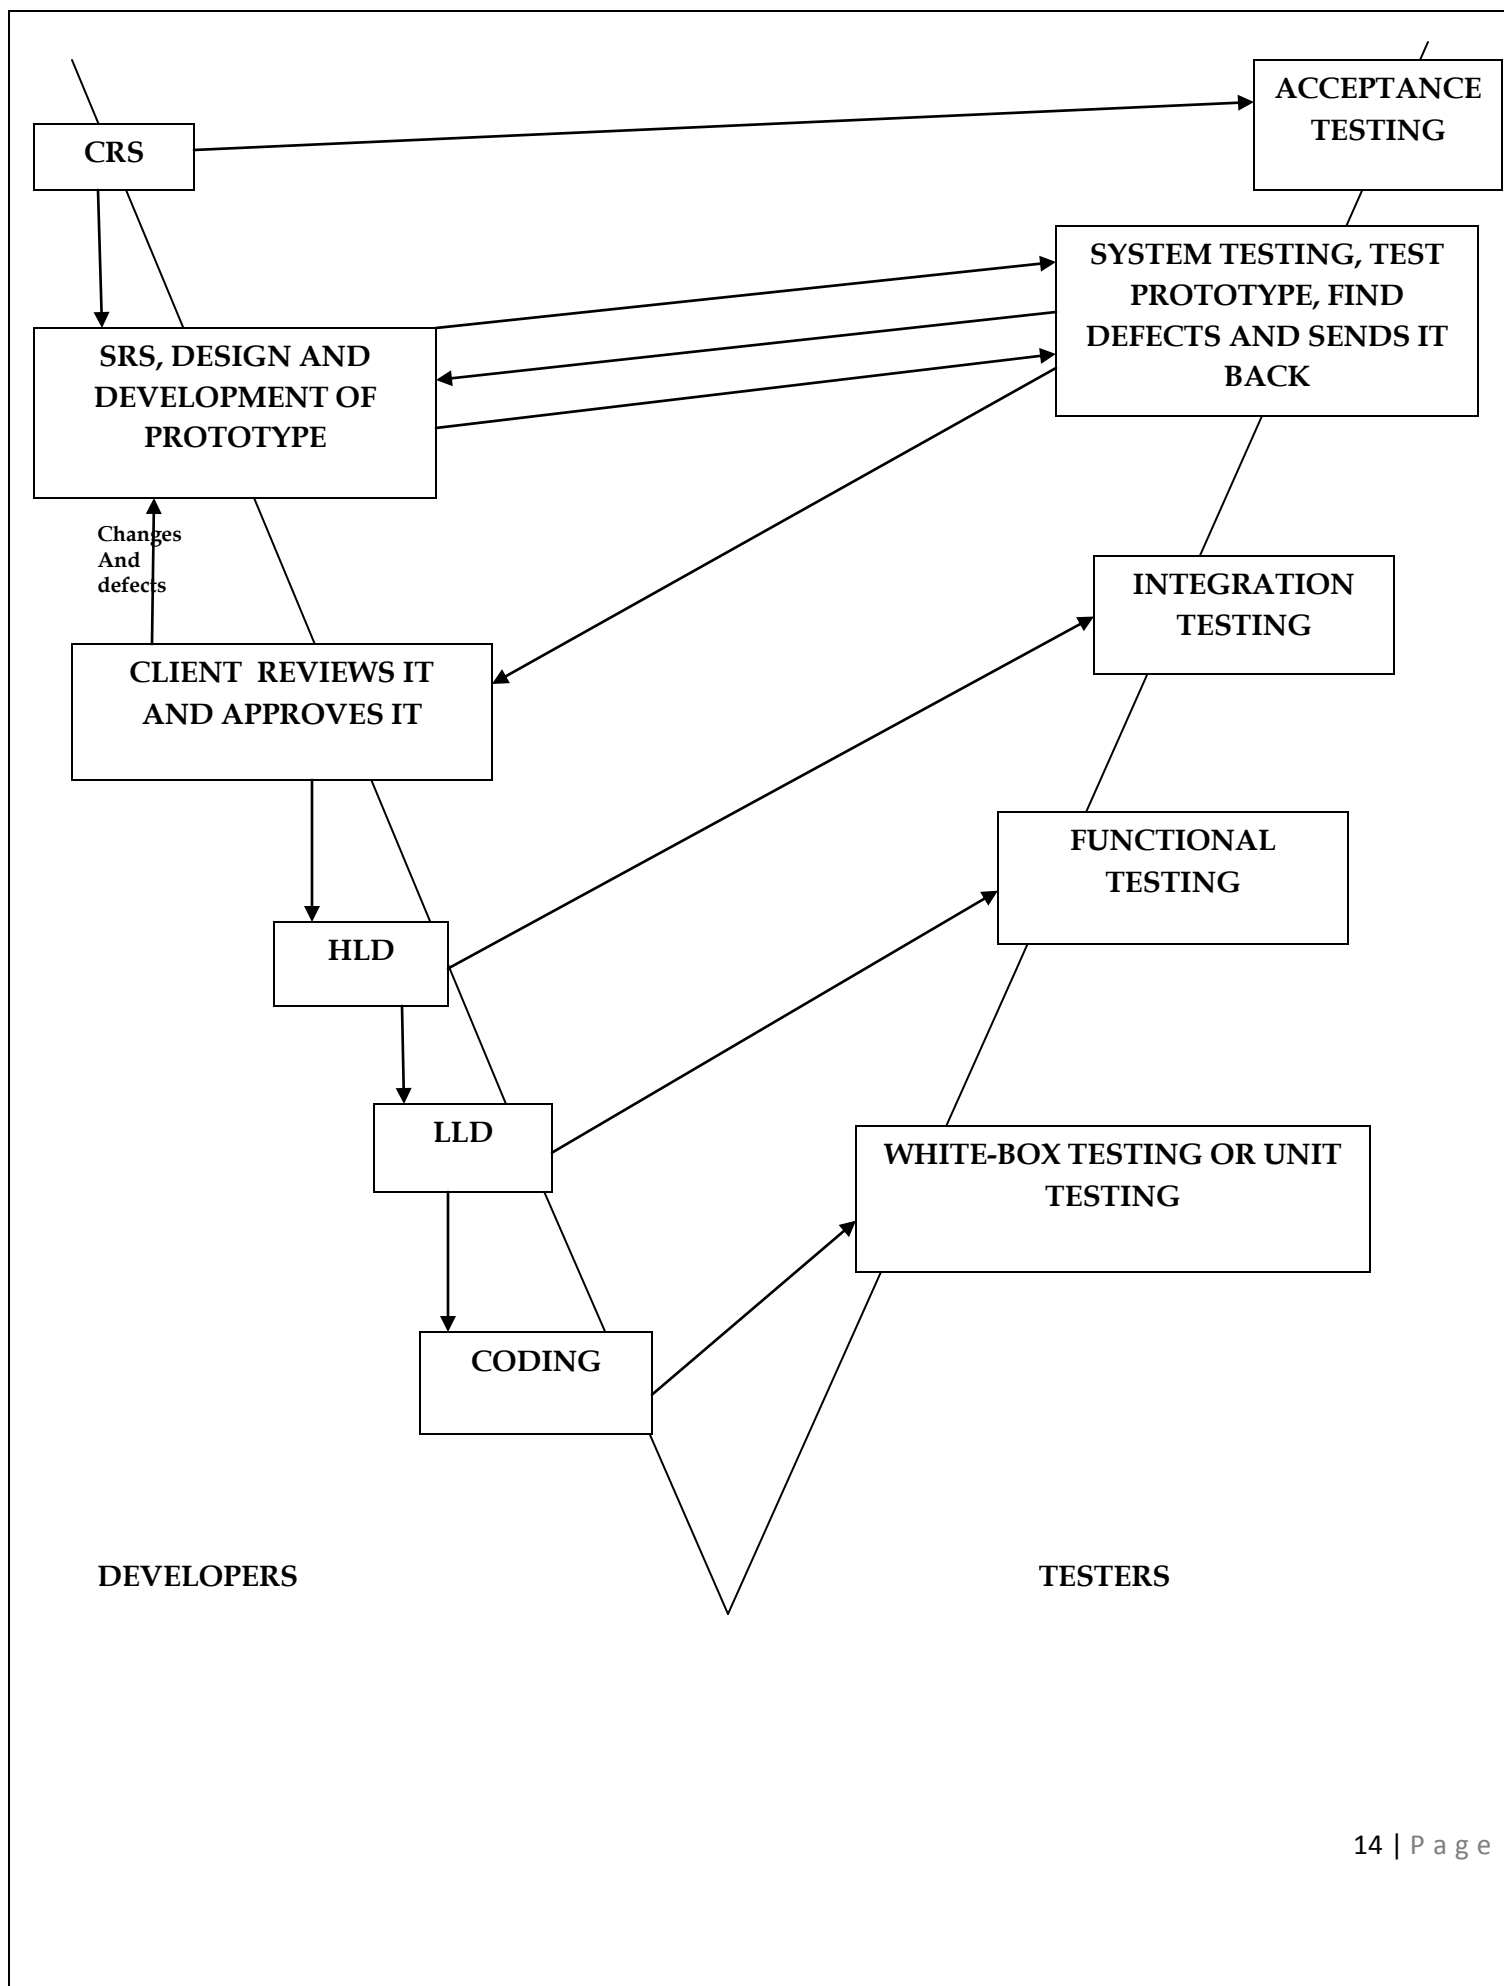 ACCEPTANCE
TESTING
CRS
SYSTEM TESTING, TEST
PROTOTYPE, FIND
DEFECTS AND SENDS IT
BACK
SRS, DESIGN AND
DEVELOPMENT OF
PROTOTYPE
Changes
And
defects
INTEGRATION
TESTING
CLIENT  REVIEWS IT
AND APPROVES IT
FUNCTIONAL
TESTING
HLD
LLD
WHITE-BOX TESTING OR UNIT
TESTING
CODING
DEVELOPERS
TESTERS
14 | Page